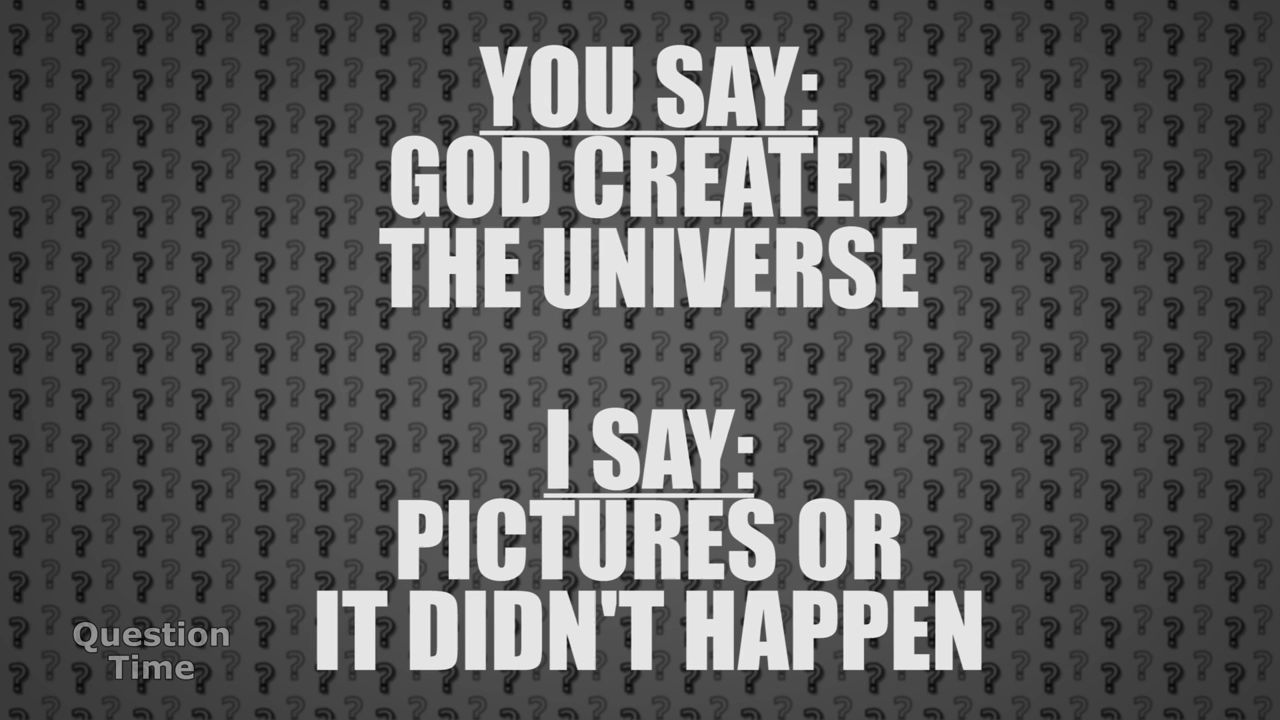 YOU SAY:
GOD CREATED
THE UNIVERSE
I SAY:
PICTURES OR
IT DIDN'T HAPPEN
Question
Time